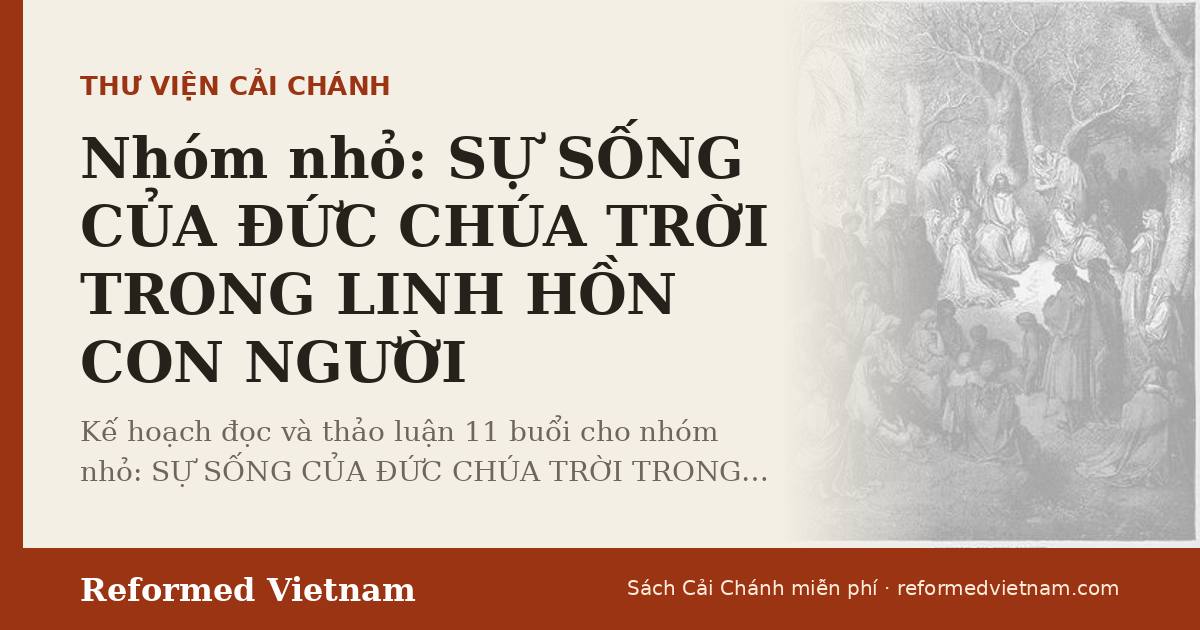 THƯ VIỆN CẢI CHÁNH
Nhóm nhỏ: SỰ SỐNG
CỦA ĐỨC CHÚA TRỜI
TRONG LINH HỒN
CON NGƯỜI
Kế hoạch đọc và thảo luận 11 buổi cho nhóm
nhỏ: SỰ SỐNG CỦA ĐỨC CHÚA TRỜI TRONG...
Reformed Vietnam
Sách Cải Chánh miễn phí · reformedvietnam.com